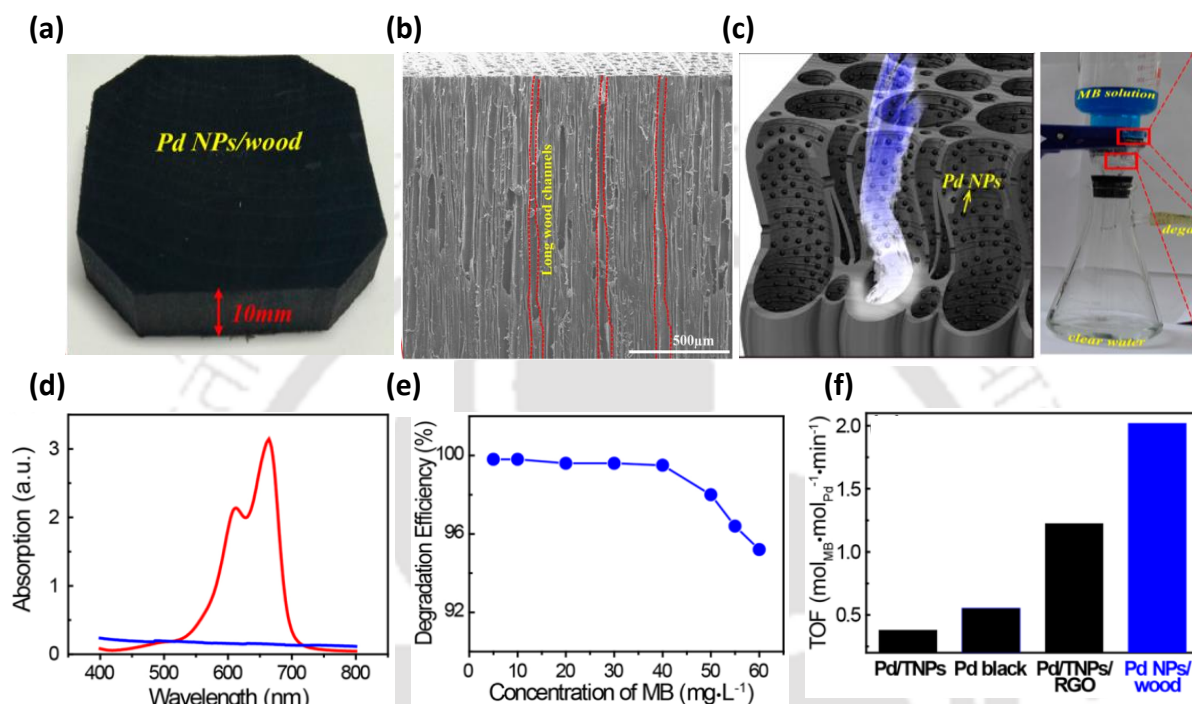 (a)
Pd NPs/wood
10mm
(b)
Long wood channels
500µm
(c)
Pd NPs
MB solution
clear water
(d)
Absorption (a.u.)
3
2
1
0
400 500 600 700 800
Wavelength (nm)
(e)
Degradation Efficiency (%)
100
96
92
0 10 20 30 40 50 60
Concentration of MB (mg•L⁻¹)
(f)
TOF (mol_MB•mol_Pd⁻¹•min⁻¹)
2.0
1.5
1.0
0.5
Pd/TNPs Pd black Pd/TNPs/RGO Pd NPs/wood